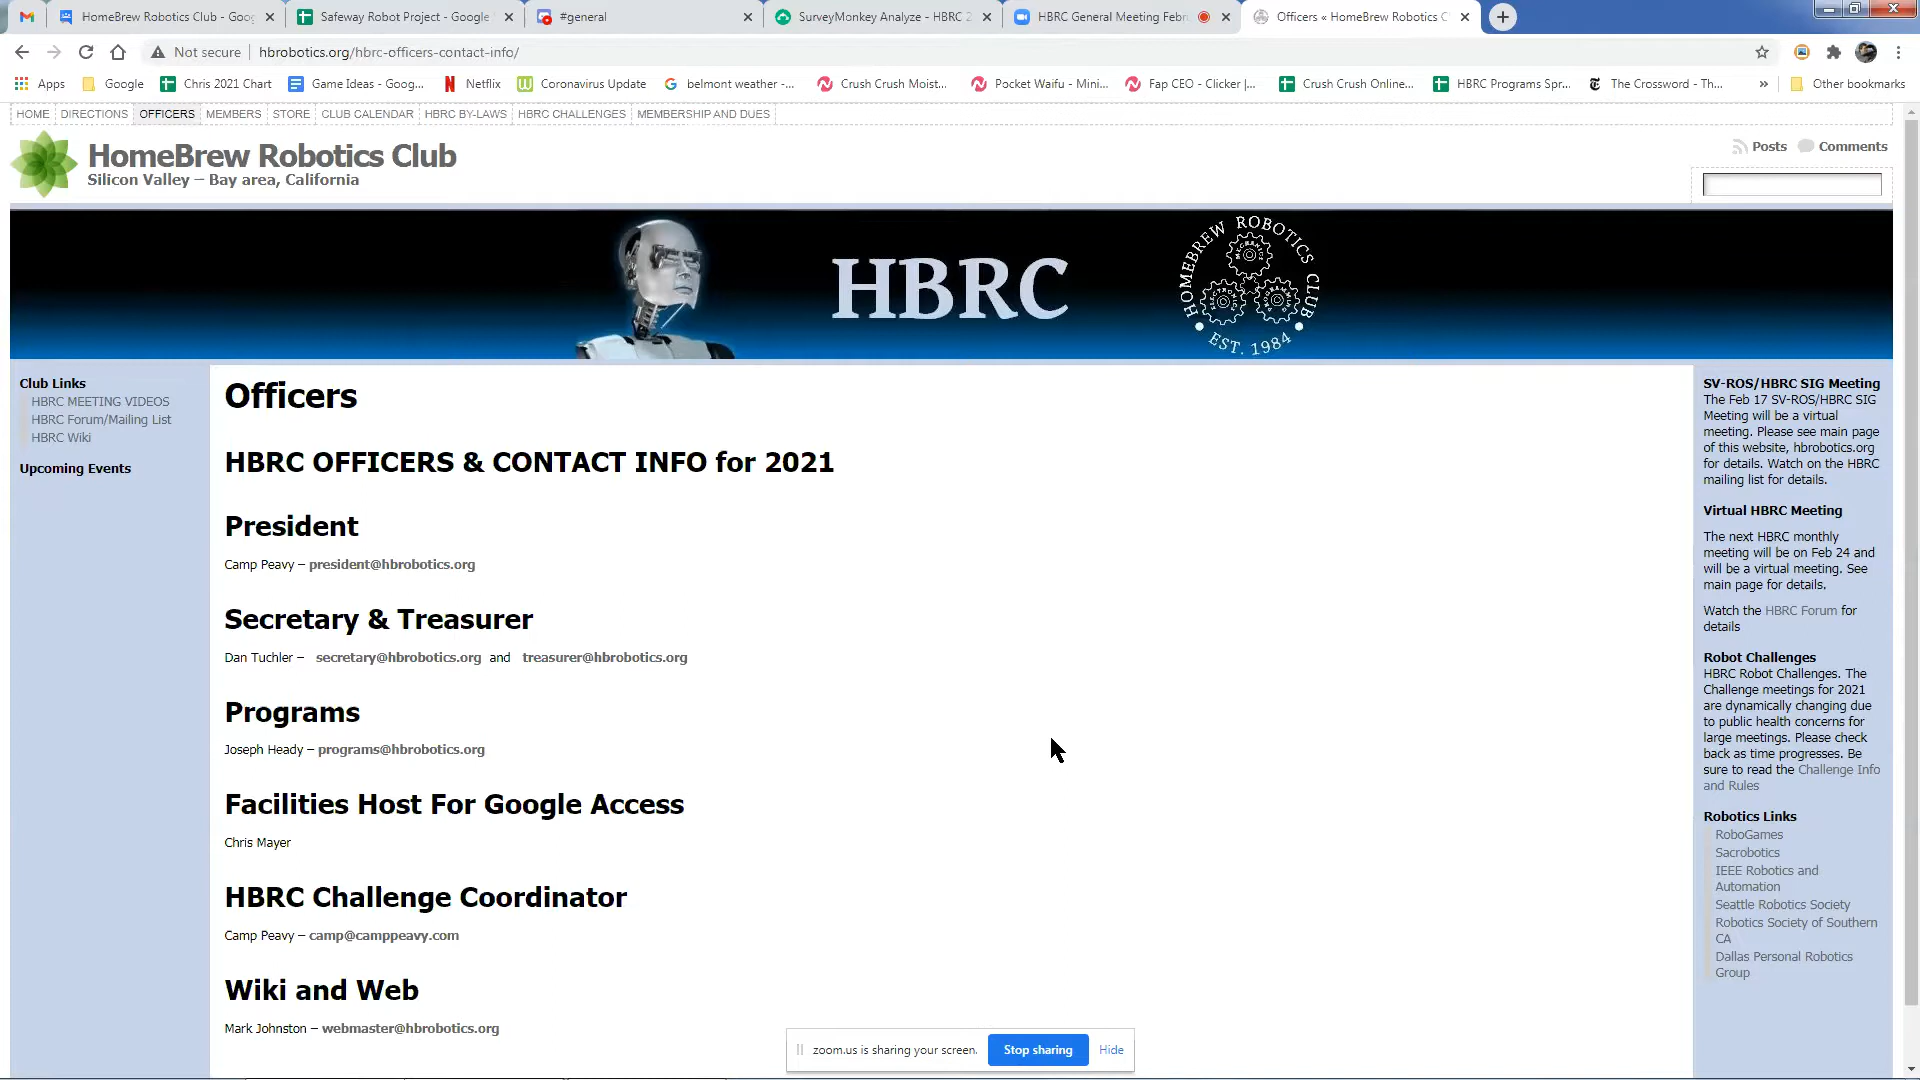 HomeBrew Robotics Club - Goog
Safeway Robot Project - Google
#general
SurveyMonkey Analyze - HBRC 2
HBRC General Meeting Febr
Officers « HomeBrew Robotics C
Not secure
hbrobotics.org/hbrc-officers-contact-info/
Apps
Google
Chris 2021 Chart
Game Ideas - Goog...
Netflix
Coronavirus Update
belmont weather -...
Crush Crush Moist...
Pocket Waifu - Mini...
Fap CEO - Clicker |...
Crush Crush Online...
HBRC Programs Spr...
The Crossword - Th...
»
Other bookmarks
HOME
DIRECTIONS
OFFICERS
MEMBERS
STORE
CLUB CALENDAR
HBRC BY-LAWS
HBRC CHALLENGES
MEMBERSHIP AND DUES
HomeBrew Robotics Club
Silicon Valley – Bay area, California
Posts
Comments
HBRC
HOMEBREW ROBOTICS CLUB
EST. 1984
Club Links
HBRC MEETING VIDEOS
HBRC Forum/Mailing List
HBRC Wiki
Upcoming Events
Officers
HBRC OFFICERS & CONTACT INFO for 2021
President
Camp Peavy – president@hbrobotics.org
Secretary & Treasurer
Dan Tuchler – secretary@hbrobotics.org and treasurer@hbrobotics.org
Programs
Joseph Heady – programs@hbrobotics.org
Facilities Host For Google Access
Chris Mayer
HBRC Challenge Coordinator
Camp Peavy – camp@camppeavy.com
Wiki and Web
Mark Johnston – webmaster@hbrobotics.org
SV-ROS/HBRC SIG Meeting
The Feb 17 SV-ROS/HBRC SIG
Meeting will be a virtual
meeting. Please see main page
of this website, hbrobotics.org
for details. Watch on the HBRC
mailing list for details.
Virtual HBRC Meeting
The next HBRC monthly
meeting will be on Feb 24 and
will be a virtual meeting. See
main page for details.
Watch the HBRC Forum for
details
Robot Challenges
HBRC Robot Challenges. The
Challenge meetings for 2021
are dynamically changing due
to public health concerns for
large meetings. Please check
back as time progresses. Be
sure to read the Challenge Info
and Rules
Robotics Links
RoboGames
Sacrobotics
IEEE Robotics and
Automation
Seattle Robotics Society
Robotics Society of Southern
CA
Dallas Personal Robotics
Group
zoom.us is sharing your screen.
Stop sharing
Hide